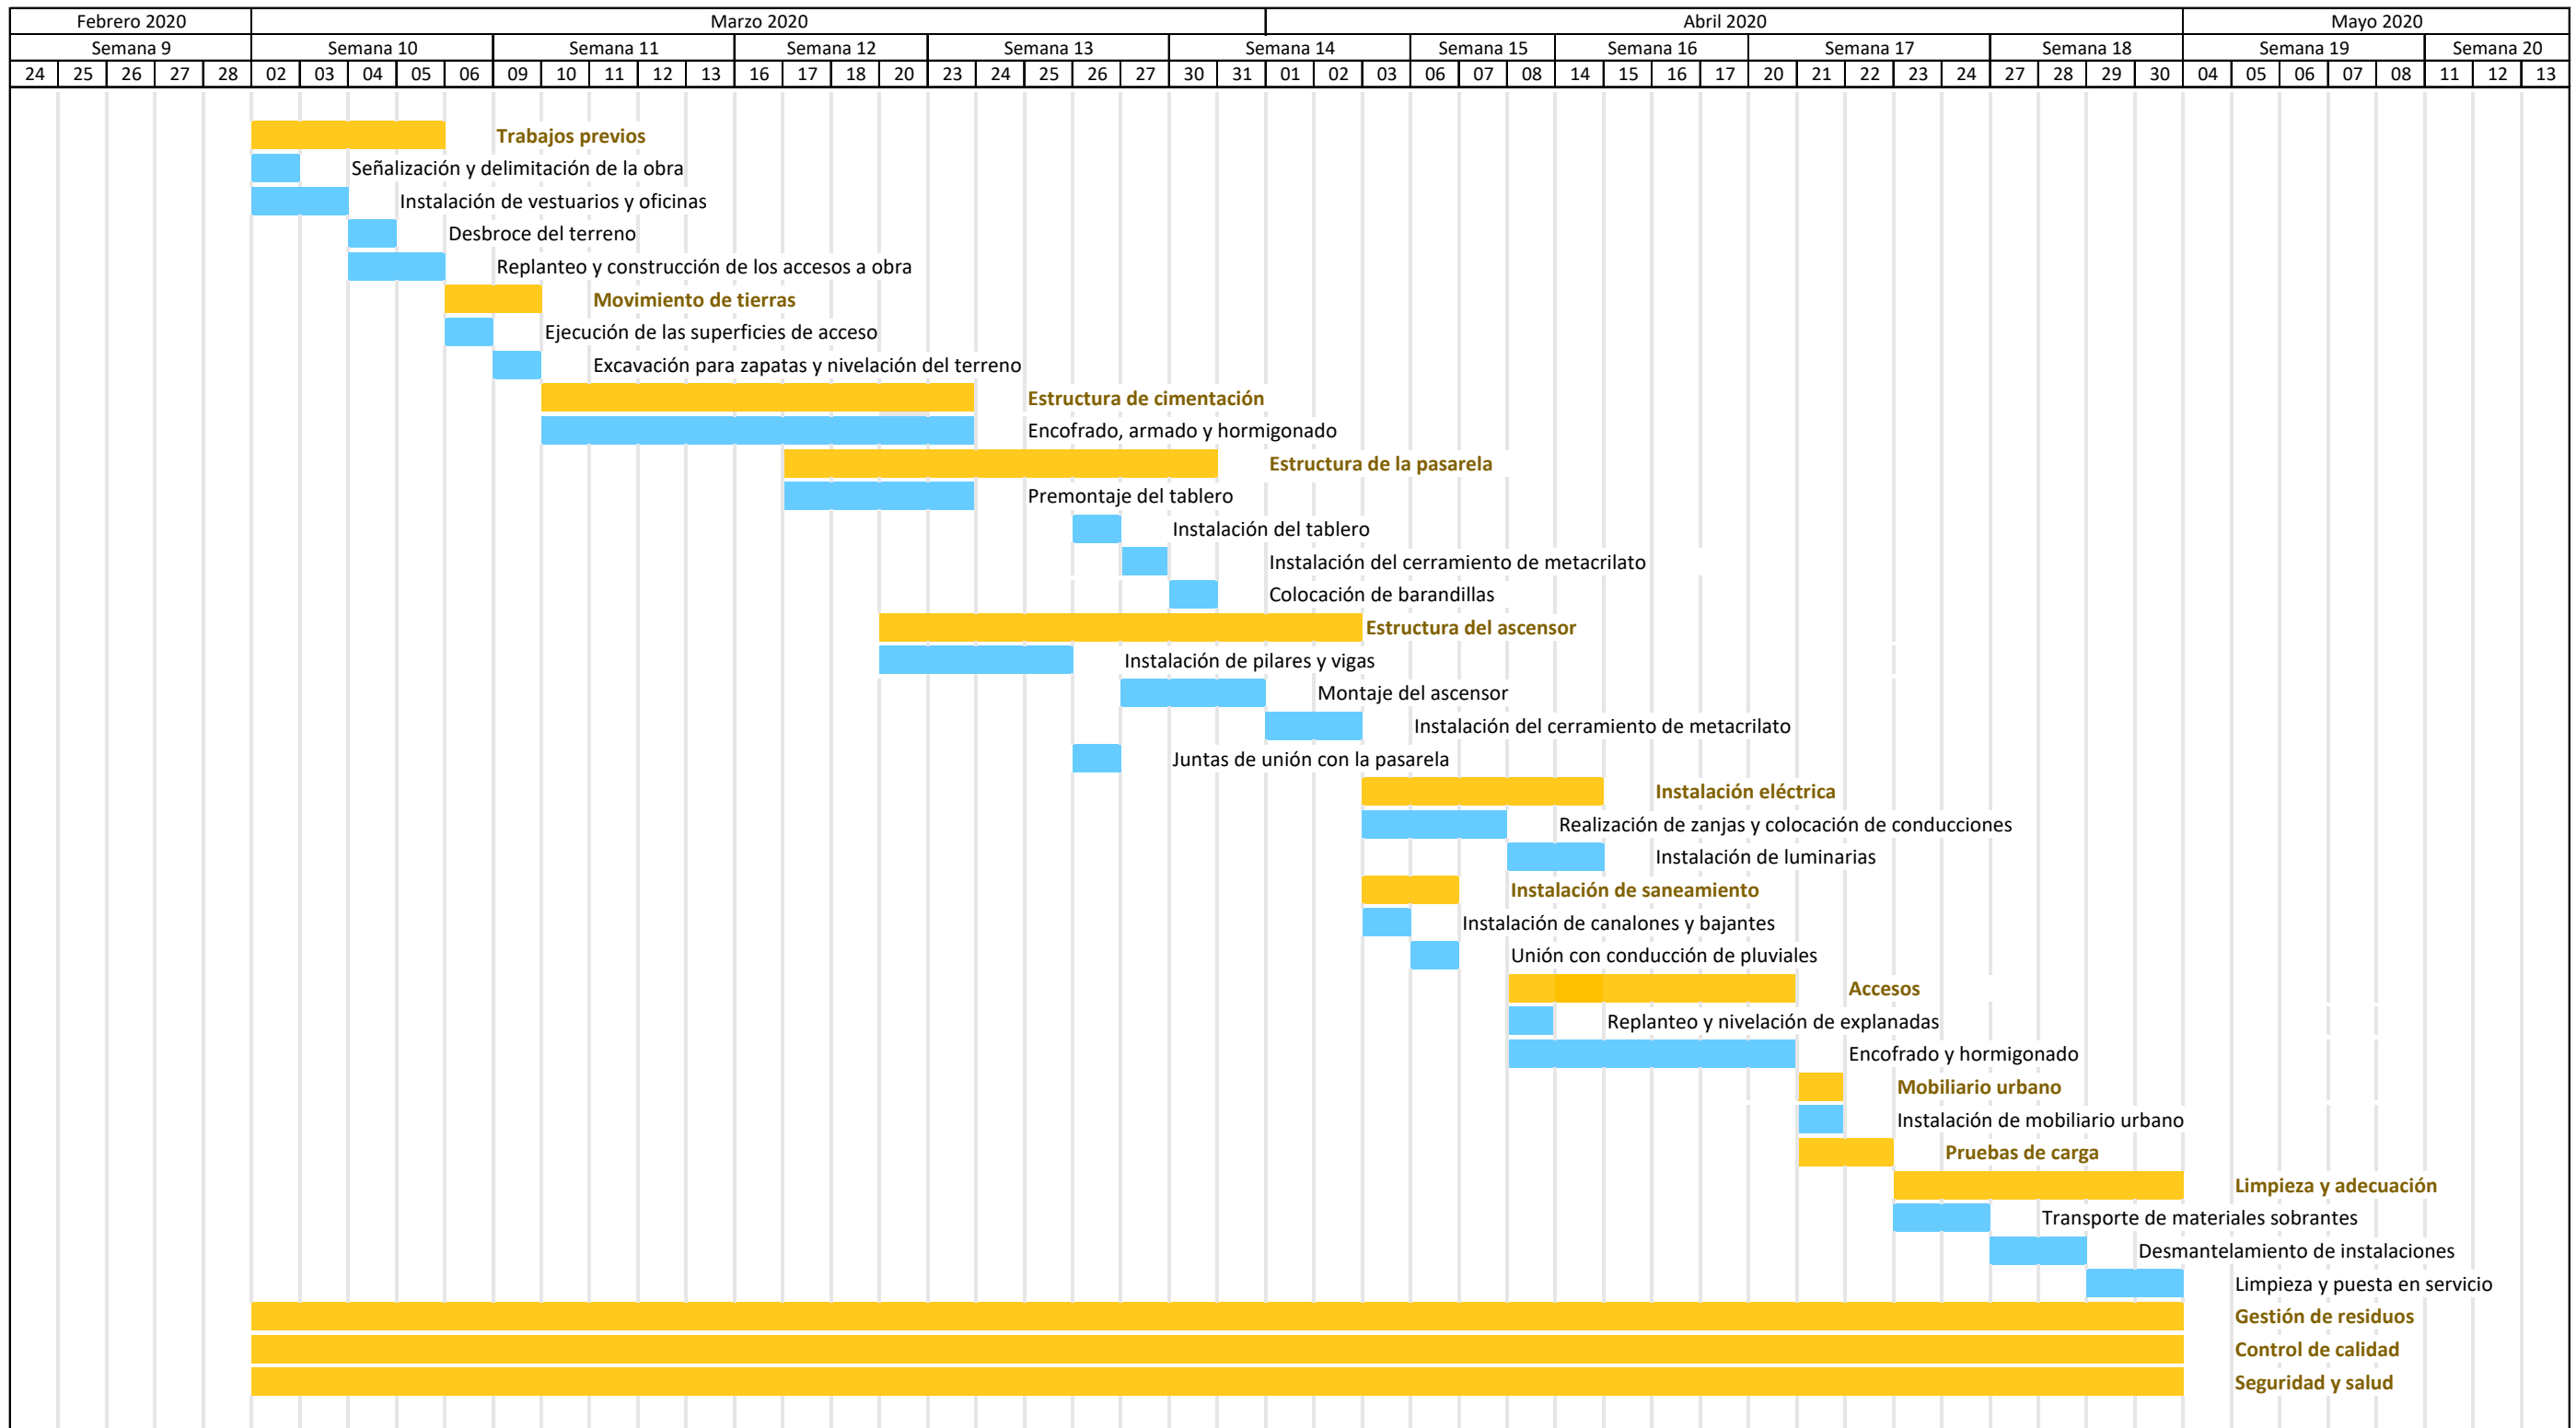 Febrero 2020 Marzo 2020 Abril 2020 Mayo 2020
Semana 9 Semana 10 Semana 11 Semana 12 Semana 13 Semana 14 Semana 15 Semana 16 Semana 17 Semana 18 Semana 19 Semana 20
24 25 26 27 28 02 03 04 05 06 09 10 11 12 13 16 17 18 20 23 24 25 26 27 30 31 01 02 03 06 07 08 14 15 16 17 20 21 22 23 24 27 28 29 30 04 05 06 07 08 11 12 13
Trabajos previos
Señalización y delimitación de la obra
Instalación de vestuarios y oficinas
Desbroce del terreno
Replanteo y construcción de los accesos a obra
Movimiento de tierras
Ejecución de las superficies de acceso
Excavación para zapatas y nivelación del terreno
Estructura de cimentación
Encofrado, armado y hormigonado
Estructura de la pasarela
Premontaje del tablero
Instalación del tablero
Instalación del cerramiento de metacrilato
Colocación de barandillas
Estructura del ascensor
Instalación de pilares y vigas
Montaje del ascensor
Instalación del cerramiento de metacrilato
Juntas de unión con la pasarela
Instalación eléctrica
Realización de zanjas y colocación de conducciones
Instalación de luminarias
Instalación de saneamiento
Instalación de canalones y bajantes
Unión con conducción de pluviales
Accesos
Replanteo y nivelación de explanadas
Encofrado y hormigonado
Mobiliario urbano
Instalación de mobiliario urbano
Pruebas de carga
Limpieza y adecuación
Transporte de materiales sobrantes
Desmantelamiento de instalaciones
Limpieza y puesta en servicio
Gestión de residuos
Control de calidad
Seguridad y salud